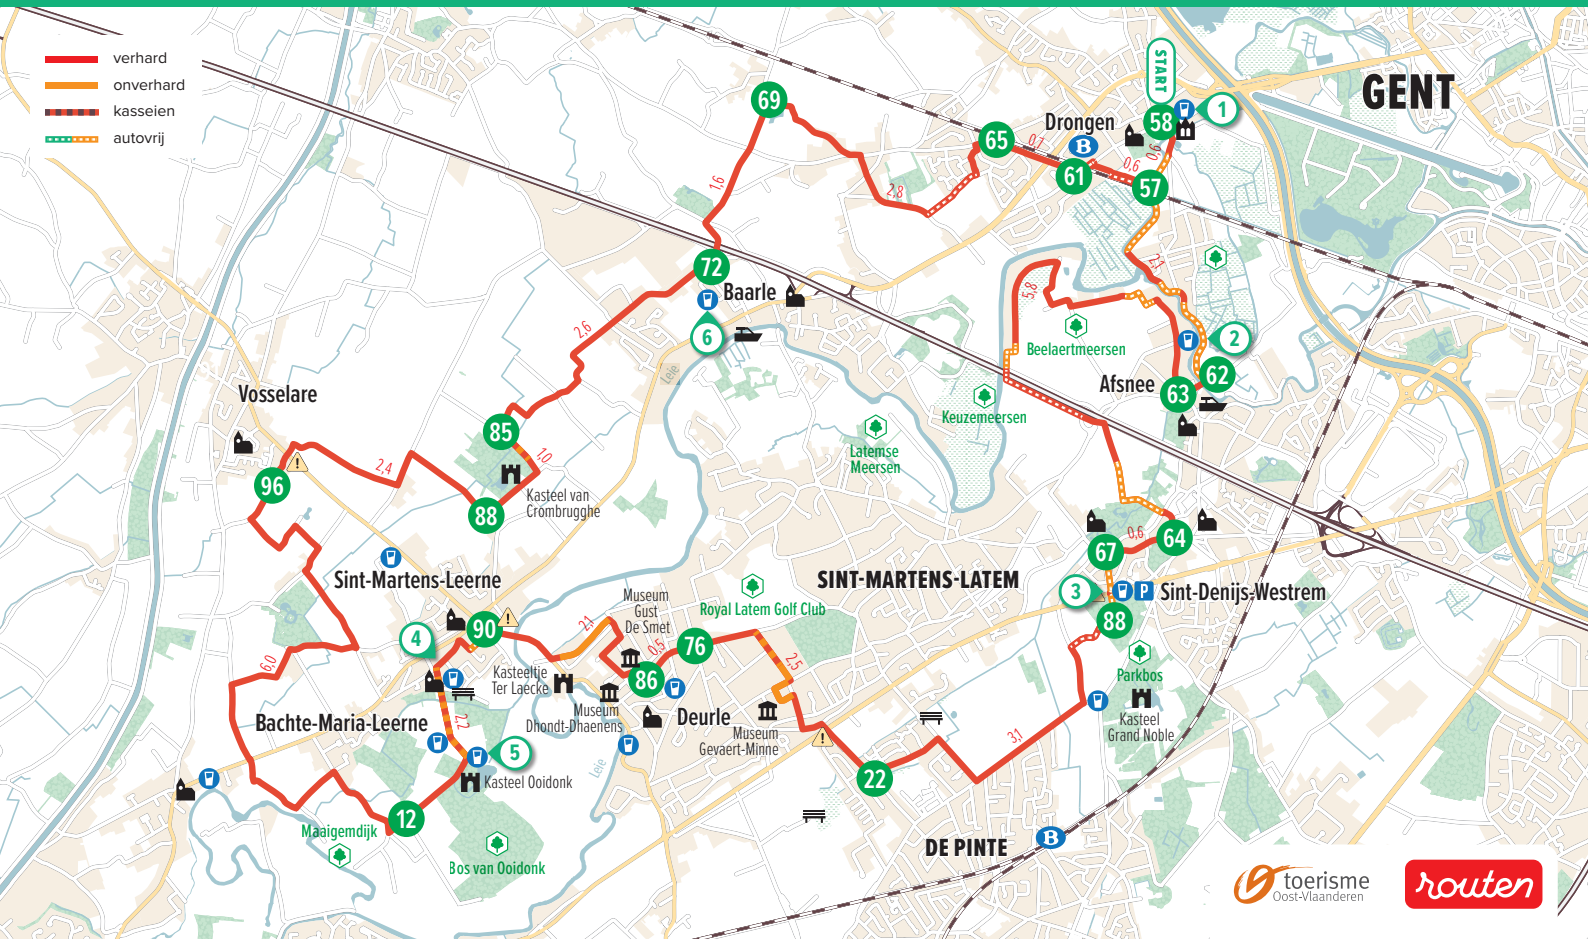 verhard
onverhard
kasseien
autovrij
START
GENT
69
65
0,7
Drongen
B
58
1
0,6
61
0,6
57
1,6
2,8
2,1
72
Baarle
6
5,8
Beelaertmeersen
2
Afsnee
62
63
2,6
Leie
Keuzemeersen
Latemse
Meersen
Vosselare
85
1,0
Kasteel van
Crombrugghe
2,4
96
88
64
0,6
67
Sint-Martens-Leerne
SINT-MARTENS-LATEM
3
P
Sint-Denijs-Westrem
88
Museum
Gust
De Smet
Royal Latem Golf Club
90
4
2,1
0,5
76
2,5
Kasteeltje
Ter Laecke
86
Parkbos
Kasteel
Grand Noble
6,0
Bachte-Maria-Leerne
2,2
Museum
Dhondt-Dhaenens
Deurle
Museum
Gevaert-Minne
3,1
5
Kasteel Ooidonk
Leie
22
12
Maaigemdijk
Bos van Ooidonk
DE PINTE
B
toerisme
Oost-Vlaanderen
routen